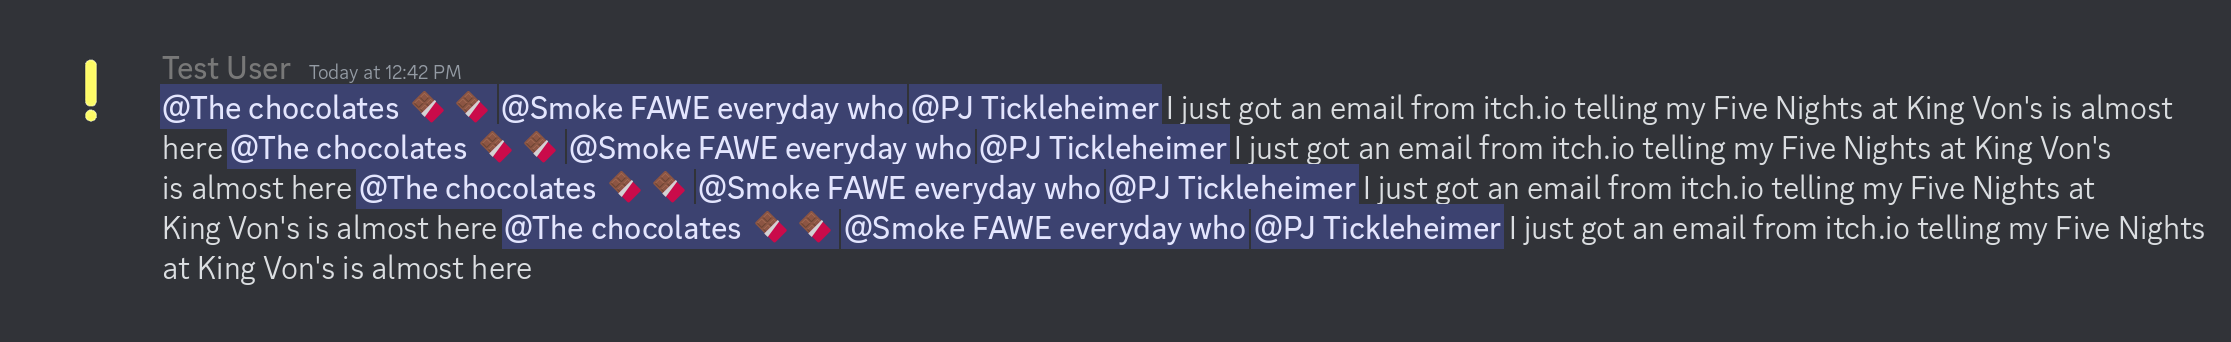 Test User Today at 12:42 PM
@The chocolates 🍫 🍫 @Smoke FAWE everyday who @PJ Tickleheimer I just got an email from itch.io telling my Five Nights at King Von's is almost
here @The chocolates 🍫 🍫 @Smoke FAWE everyday who @PJ Tickleheimer I just got an email from itch.io telling my Five Nights at King Von's
is almost here @The chocolates 🍫 🍫 @Smoke FAWE everyday who @PJ Tickleheimer I just got an email from itch.io telling my Five Nights at
King Von's is almost here @The chocolates 🍫 🍫 @Smoke FAWE everyday who @PJ Tickleheimer I just got an email from itch.io telling my Five Nights
at King Von's is almost here